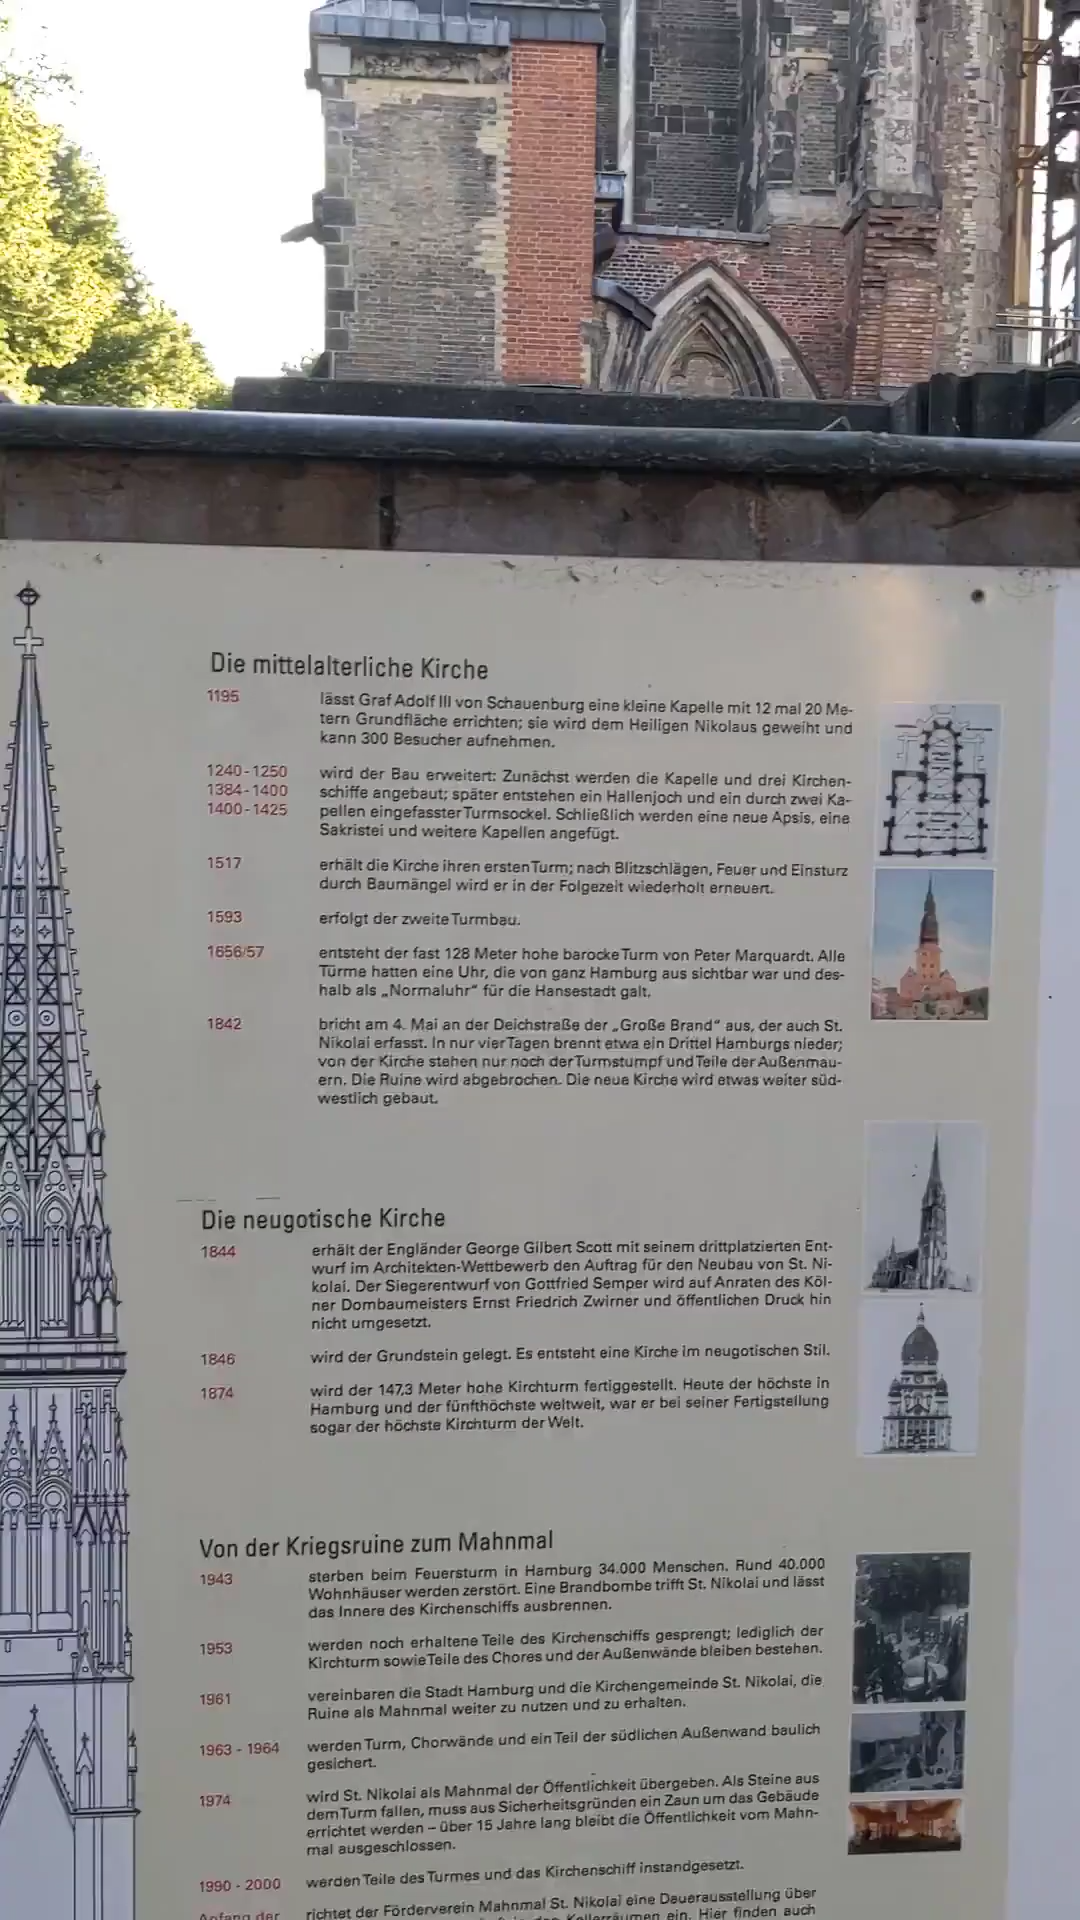 Die mittelalterliche Kirche
1195 lässt Graf Adolf III von Schauenburg eine kleine Kapelle mit 12 mal 20 Me-
tern Grundfläche errichten; sie wird dem Heiligen Nikolaus geweiht und
kann 300 Besucher aufnehmen.
1240-1250 wird der Bau erweitert: Zunächst werden die Kapelle und drei Kirchen-
1384-1400 schiffe angebaut; später entstehen ein Hallenjoch und ein durch zwei Ka-
1400-1425 pellen eingefasster Turmsockel. Schließlich werden eine neue Apsis, eine
Sakristei und weitere Kapellen angefügt.
1517 erhält die Kirche ihren ersten Turm; nach Blitzschlägen, Feuer und Einsturz
durch Baumängel wird er in der Folgezeit wiederholt erneuert.
1593 erfolgt der zweite Turmbau.
1656/57 entsteht der fast 128 Meter hohe barocke Turm von Peter Marquardt. Alle
Türme hatten eine Uhr, die von ganz Hamburg aus sichtbar war und des-
halb als „Normaluhr“ für die Hansestadt galt.
1842 bricht am 4. Mai an der Deichstraße der „Große Brand“ aus, der auch St.
Nikolai erfasst. In nur vier Tagen brennt etwa ein Drittel Hamburgs nieder;
von der Kirche stehen nur noch der Turmstumpf und Teile der Außenmau-
ern. Die Ruine wird abgebrochen. Die neue Kirche wird etwas weiter süd-
westlich gebaut.
Die neugotische Kirche
1844 erhält der Engländer George Gilbert Scott mit seinem drittplatzierten Ent-
wurf im Architekten-Wettbewerb den Auftrag für den Neubau von St. Ni-
kolai. Der Siegerentwurf von Gottfried Semper wird auf Anraten des Köl-
ner Dombaumeisters Ernst Friedrich Zwirner und öffentlichen Druck hin
nicht umgesetzt.
1846 wird der Grundstein gelegt. Es entsteht eine Kirche im neugotischen Stil.
1874 wird der 147,3 Meter hohe Kirchturm fertiggestellt. Heute der höchste in
Hamburg und der fünfthöchste weltweit, war er bei seiner Fertigstellung
sogar der höchste Kirchturm der Welt.
Von der Kriegsruine zum Mahnmal
1943 sterben beim Feuersturm in Hamburg 34.000 Menschen. Rund 40.000
Wohnhäuser werden zerstört. Eine Brandbombe trifft St. Nikolai und lässt
das Innere des Kirchenschiffs ausbrennen.
1953 werden noch erhaltene Teile des Kirchenschiffs gesprengt; lediglich der
Kirchturm sowie Teile des Chores und der Außenwände bleiben bestehen.
1961 vereinbaren die Stadt Hamburg und die Kirchengemeinde St. Nikolai, die
Ruine als Mahnmal weiter zu nutzen und zu erhalten.
1963 - 1964 werden Turm, Chorwände und ein Teil der südlichen Außenwand baulich
gesichert.
1974 wird St. Nikolai als Mahnmal der Öffentlichkeit übergeben. Als Steine aus
dem Turm fallen, muss aus Sicherheitsgründen ein Zaun um das Gebäude
errichtet werden – über 15 Jahre lang bleibt die Öffentlichkeit vom Mahn-
mal ausgeschlossen.
1990 - 2000 werden Teile des Turmes und das Kirchenschiff instandgesetzt.
Anfang der richtet der Förderverein Mahnmal St. Nikolai eine Dauerausstellung über
Kellerräumen ein. Hier finden auch